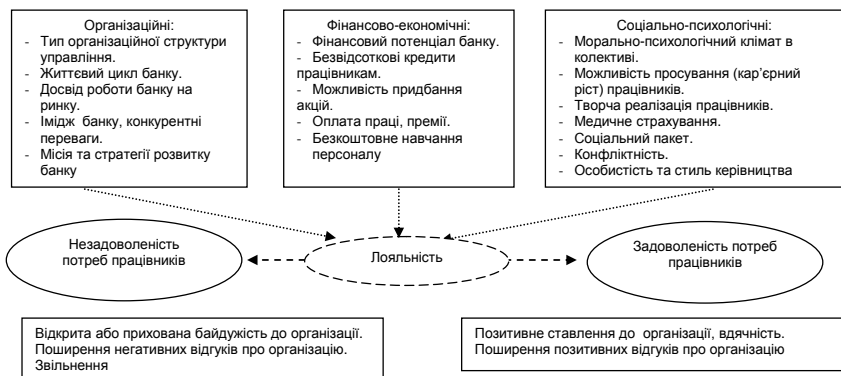 Організаційні:
- Тип організаційної структури
управління.
- Життєвий цикл банку.
- Досвід роботи банку на
ринку.
- Імідж банку, конкурентні
переваги.
- Місія та стратегії розвитку
банку
Фінансово-економічні:
- Фінансовий потенціал банку.
- Безвідсоткові кредити
працівникам.
- Можливість придбання
акцій.
- Оплата праці, премії.
- Безкоштовне навчання
персоналу
Соціально-психологічні:
- Морально-психологічний клімат в
колективі.
- Можливість просування (кар’єрний
ріст) працівників.
- Творча реалізація працівників.
- Медичне страхування.
- Соціальний пакет.
- Конфліктність.
- Особистість та стиль керівництва
Незадоволеність
потреб працівників
Лояльність
Задоволеність потреб
працівників
Відкрита або прихована байдужість до організації.
Поширення негативних відгуків про організацію.
Звільнення
Позитивне ставлення до організації, вдячність.
Поширення позитивних відгуків про організацію